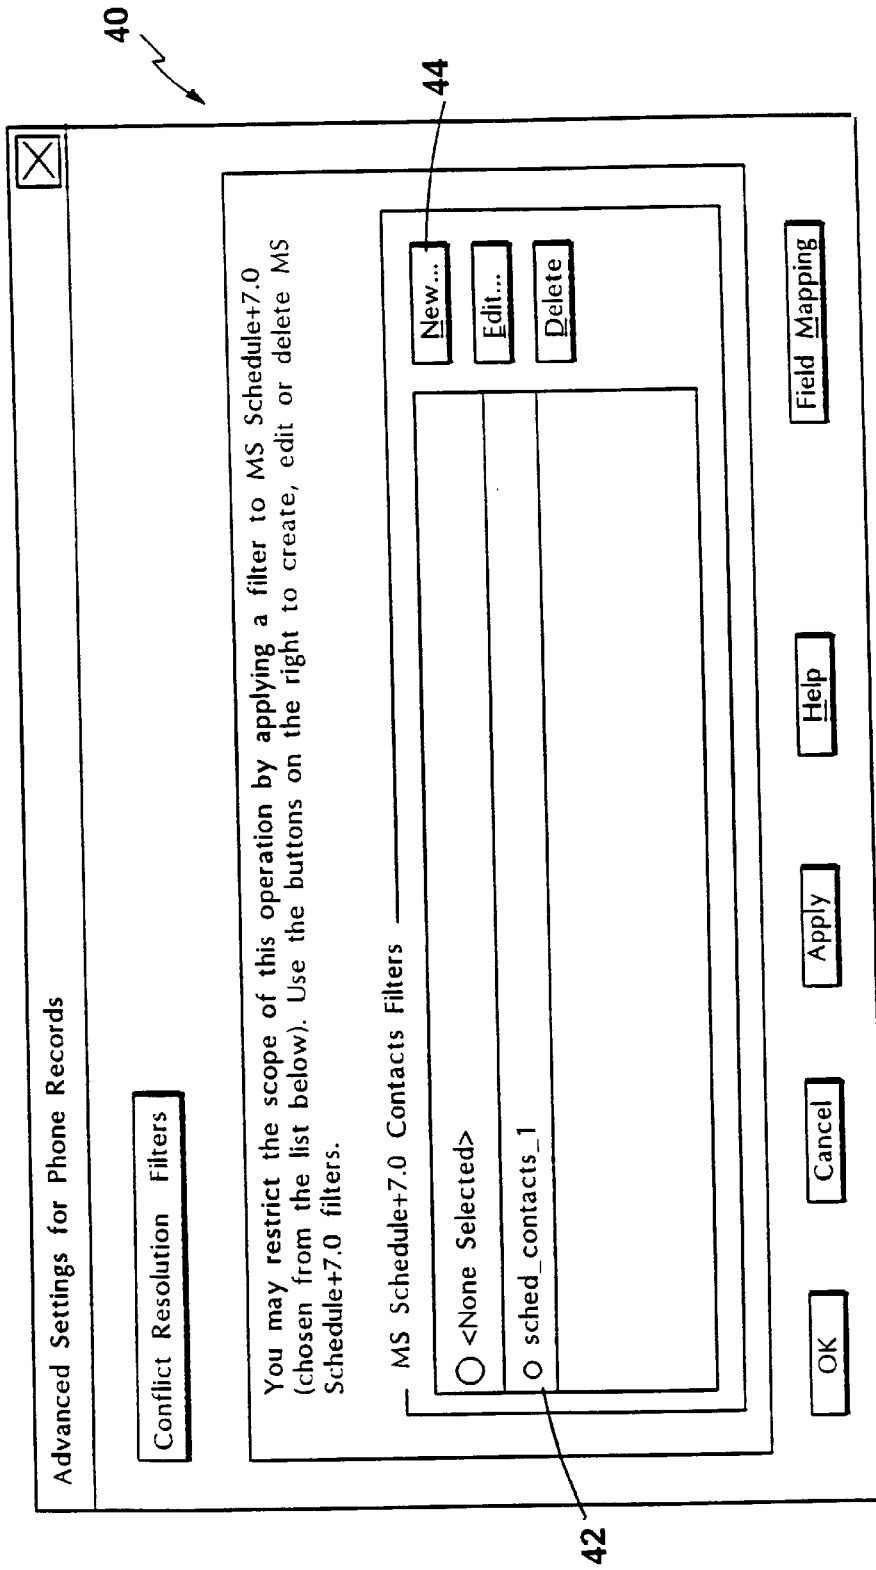 40
Advanced Settings for Phone Records
Conflict Resolution Filters
You may restrict the scope of this operation by applying a filter to MS Schedule+7.0
(chosen from the list below). Use the buttons on the right to create, edit or delete MS
Schedule+7.0 filters.
MS Schedule+7.0 Contacts Filters
44
<None Selected>
New...
sched_contacts_1
Edit...
Delete
42
OK
Cancel
Apply
Help
Field Mapping